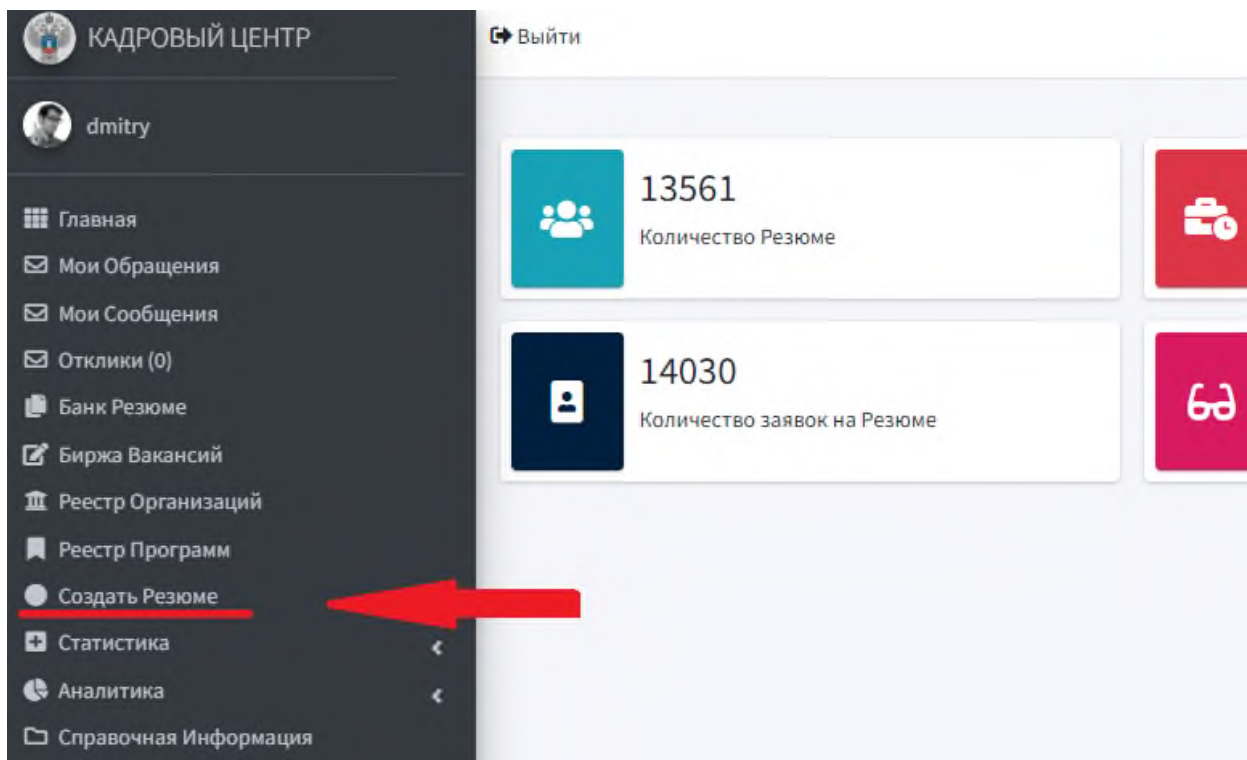 КАДРОВЫЙ ЦЕНТР
dmitry
Главная
Мои Обращения
Мои Сообщения
Отклики (0)
Банк Резюме
Биржа Вакансий
Реестр Организаций
Реестр Программ
Создать Резюме
Статистика
Аналитика
Справочная Информация
Выйти
13561
Количество Резюме
14030
Количество заявок на Резюме